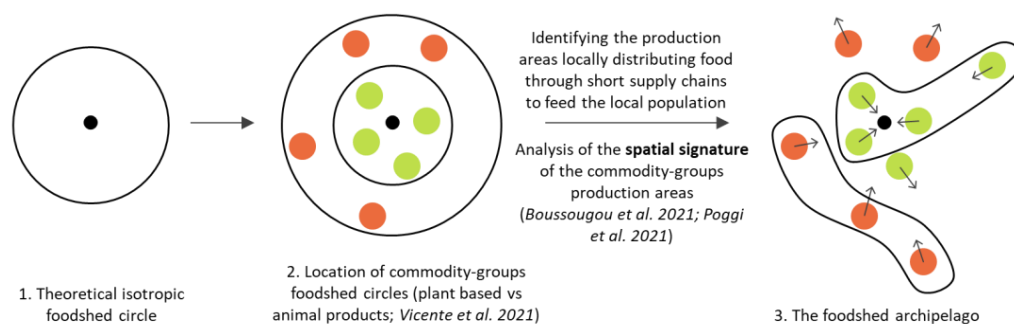 Identifying the production
areas locally distributing food
through short supply chains
to feed the local population
Analysis of the spatial signature
of the commodity-groups
production areas
(Boussougou et al. 2021; Poggi
et al. 2021)
1. Theoretical isotropic
foodshed circle
2. Location of commodity-groups
foodshed circles (plant based vs
animal products; Vicente et al. 2021)
3. The foodshed archipelago